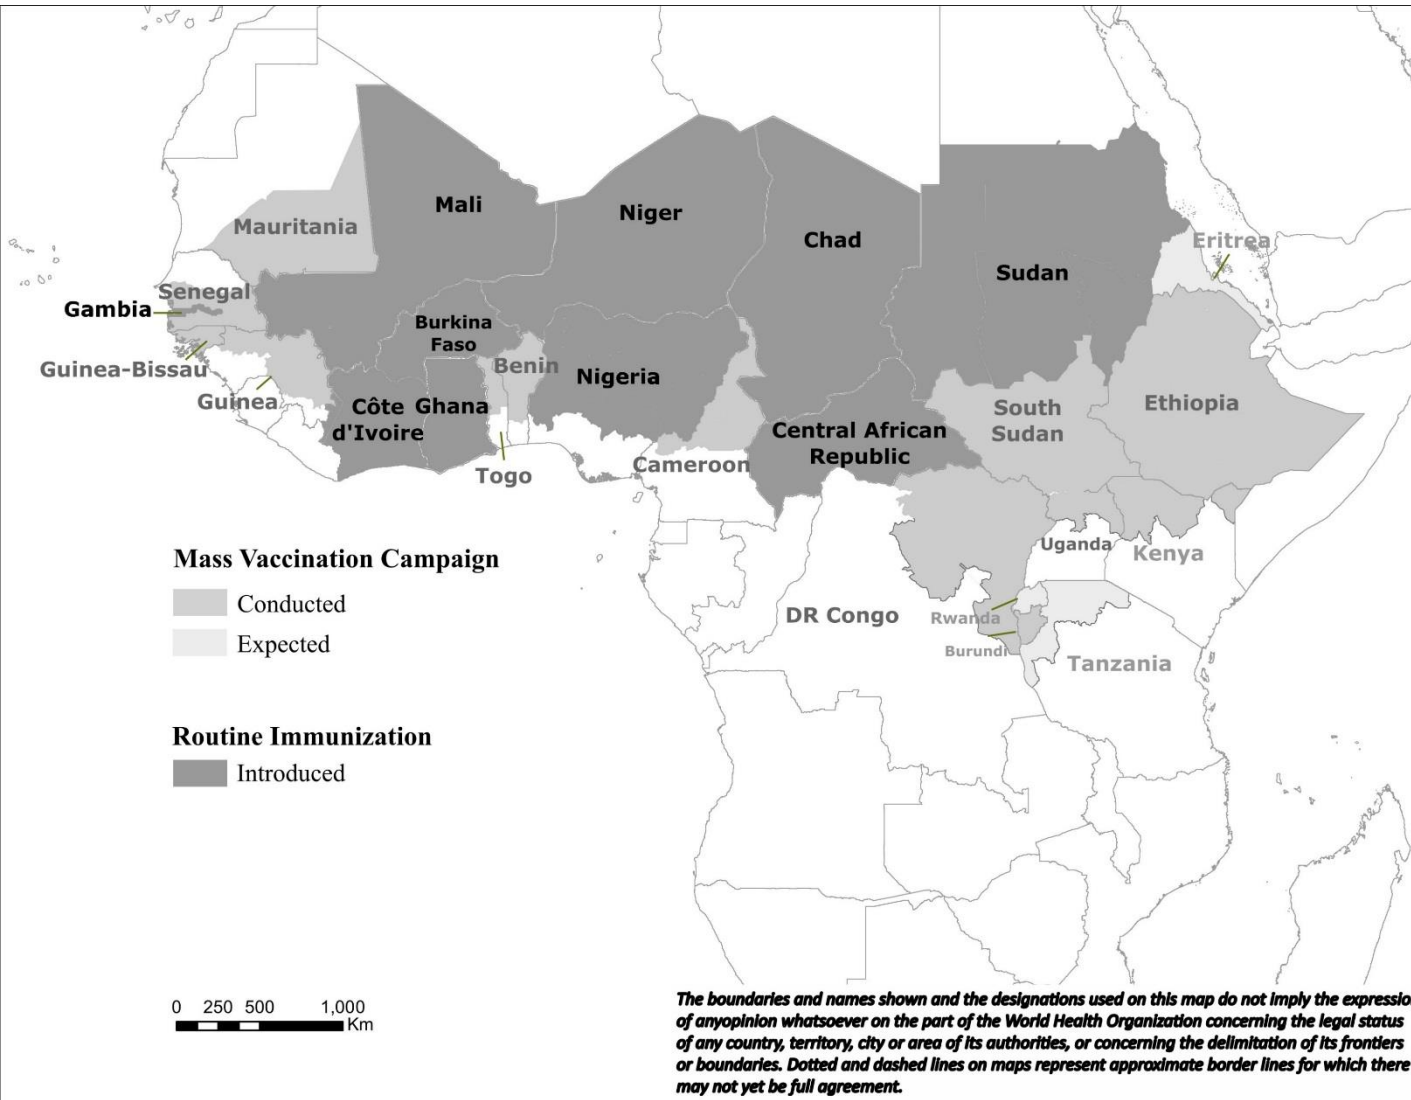 Mali
Niger
Mauritania
Chad
Eritrea
Sudan
Senegal
Gambia
Burkina
Faso
Guinea-Bissau
Benin
Nigeria
Guinea
Côte
d'Ivoire
Ghana
South
Sudan
Ethiopia
Central African
Republic
Togo
Cameroon
Uganda
Kenya
DR Congo
Rwanda
Burundi
Tanzania
Mass Vaccination Campaign
Conducted
Expected
Routine Immunization
Introduced
0 250 500 1,000
Km
The boundaries and names shown and the designations used on this map do not imply the expressio
of anyopinion whatsoever on the part of the World Health Organization concerning the legal status
of any country, territory, city or area of its authorities, or concerning the delimitation of its frontiers
or boundaries. Dotted and dashed lines on maps represent approximate border lines for which there
may not yet be full agreement.